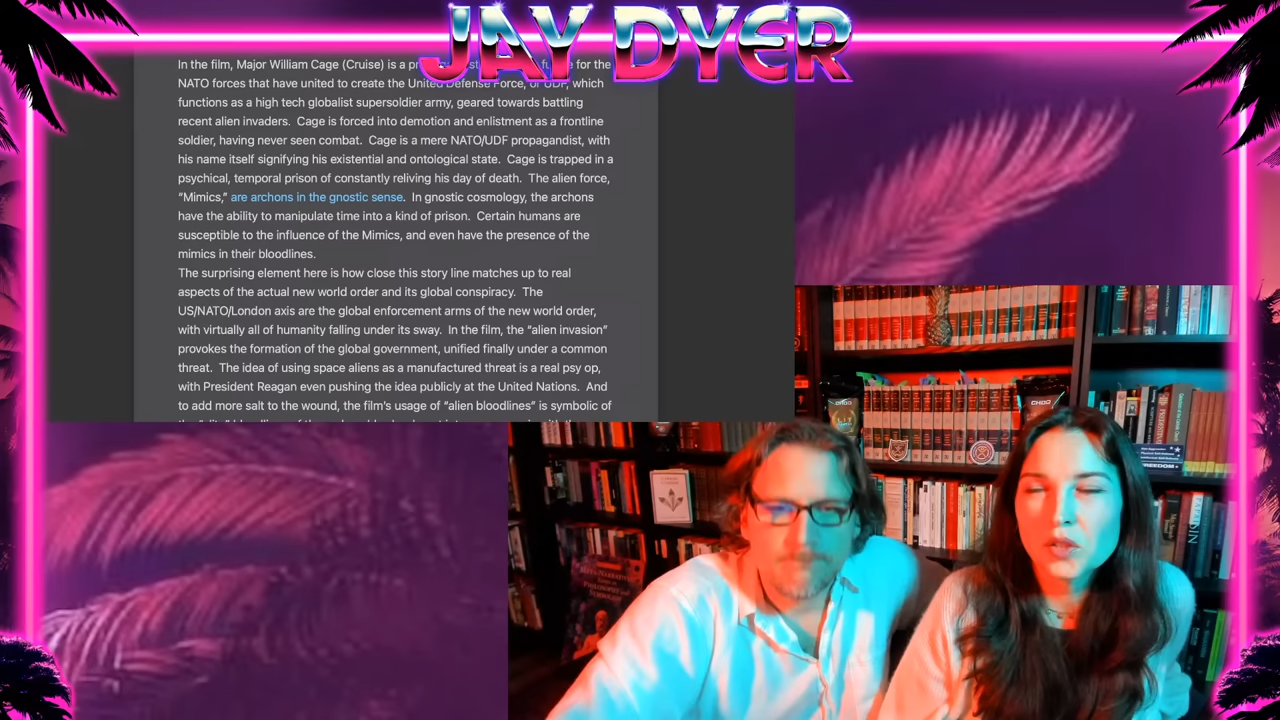 JAY DYER
In the film, Major William Cage (Cruise) is a for the
NATO forces that have united to create the United Defense Force, or UDF, which
functions as a high tech globalist supersoldier army, geared towards battling
recent alien invaders.  Cage is forced into demotion and enlistment as a frontline
soldier, having never seen combat.  Cage is a mere NATO/UDF propagandist, with
his name itself signifying his existential and ontological state.  Cage is trapped in a
psychical, temporal prison of constantly reliving his day of death.  The alien force,
“Mimics,” are archons in the gnostic sense.  In gnostic cosmology, the archons
have the ability to manipulate time into a kind of prison.  Certain humans are
susceptible to the influence of the Mimics, and even have the presence of the
mimics in their bloodlines.
The surprising element here is how close this story line matches up to real
aspects of the actual new world order and its global conspiracy.  The
US/NATO/London axis are the global enforcement arms of the new world order,
with virtually all of humanity falling under its sway.  In the film, the “alien invasion”
provokes the formation of the global government, unified finally under a common
threat.  The idea of using space aliens as a manufactured threat is a real psy op,
with President Reagan even pushing the idea publicly at the United Nations.  And
to add more salt to the wound, the film’s usage of “alien bloodlines” is symbolic of
CHOQ
CHOQ
FREEDOM
META-NARRATIVES
PHILOSOPHY
SYMBOLISM